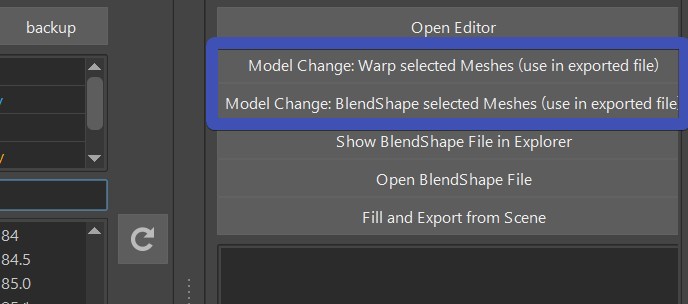 backup
Open Editor
Model Change: Warp selected Meshes (use in exported file)
Model Change: BlendShape selected Meshes (use in exported file
Show BlendShape File in Explorer
Open BlendShape File
Fill and Export from Scene
y
y
84
84.5
85.0